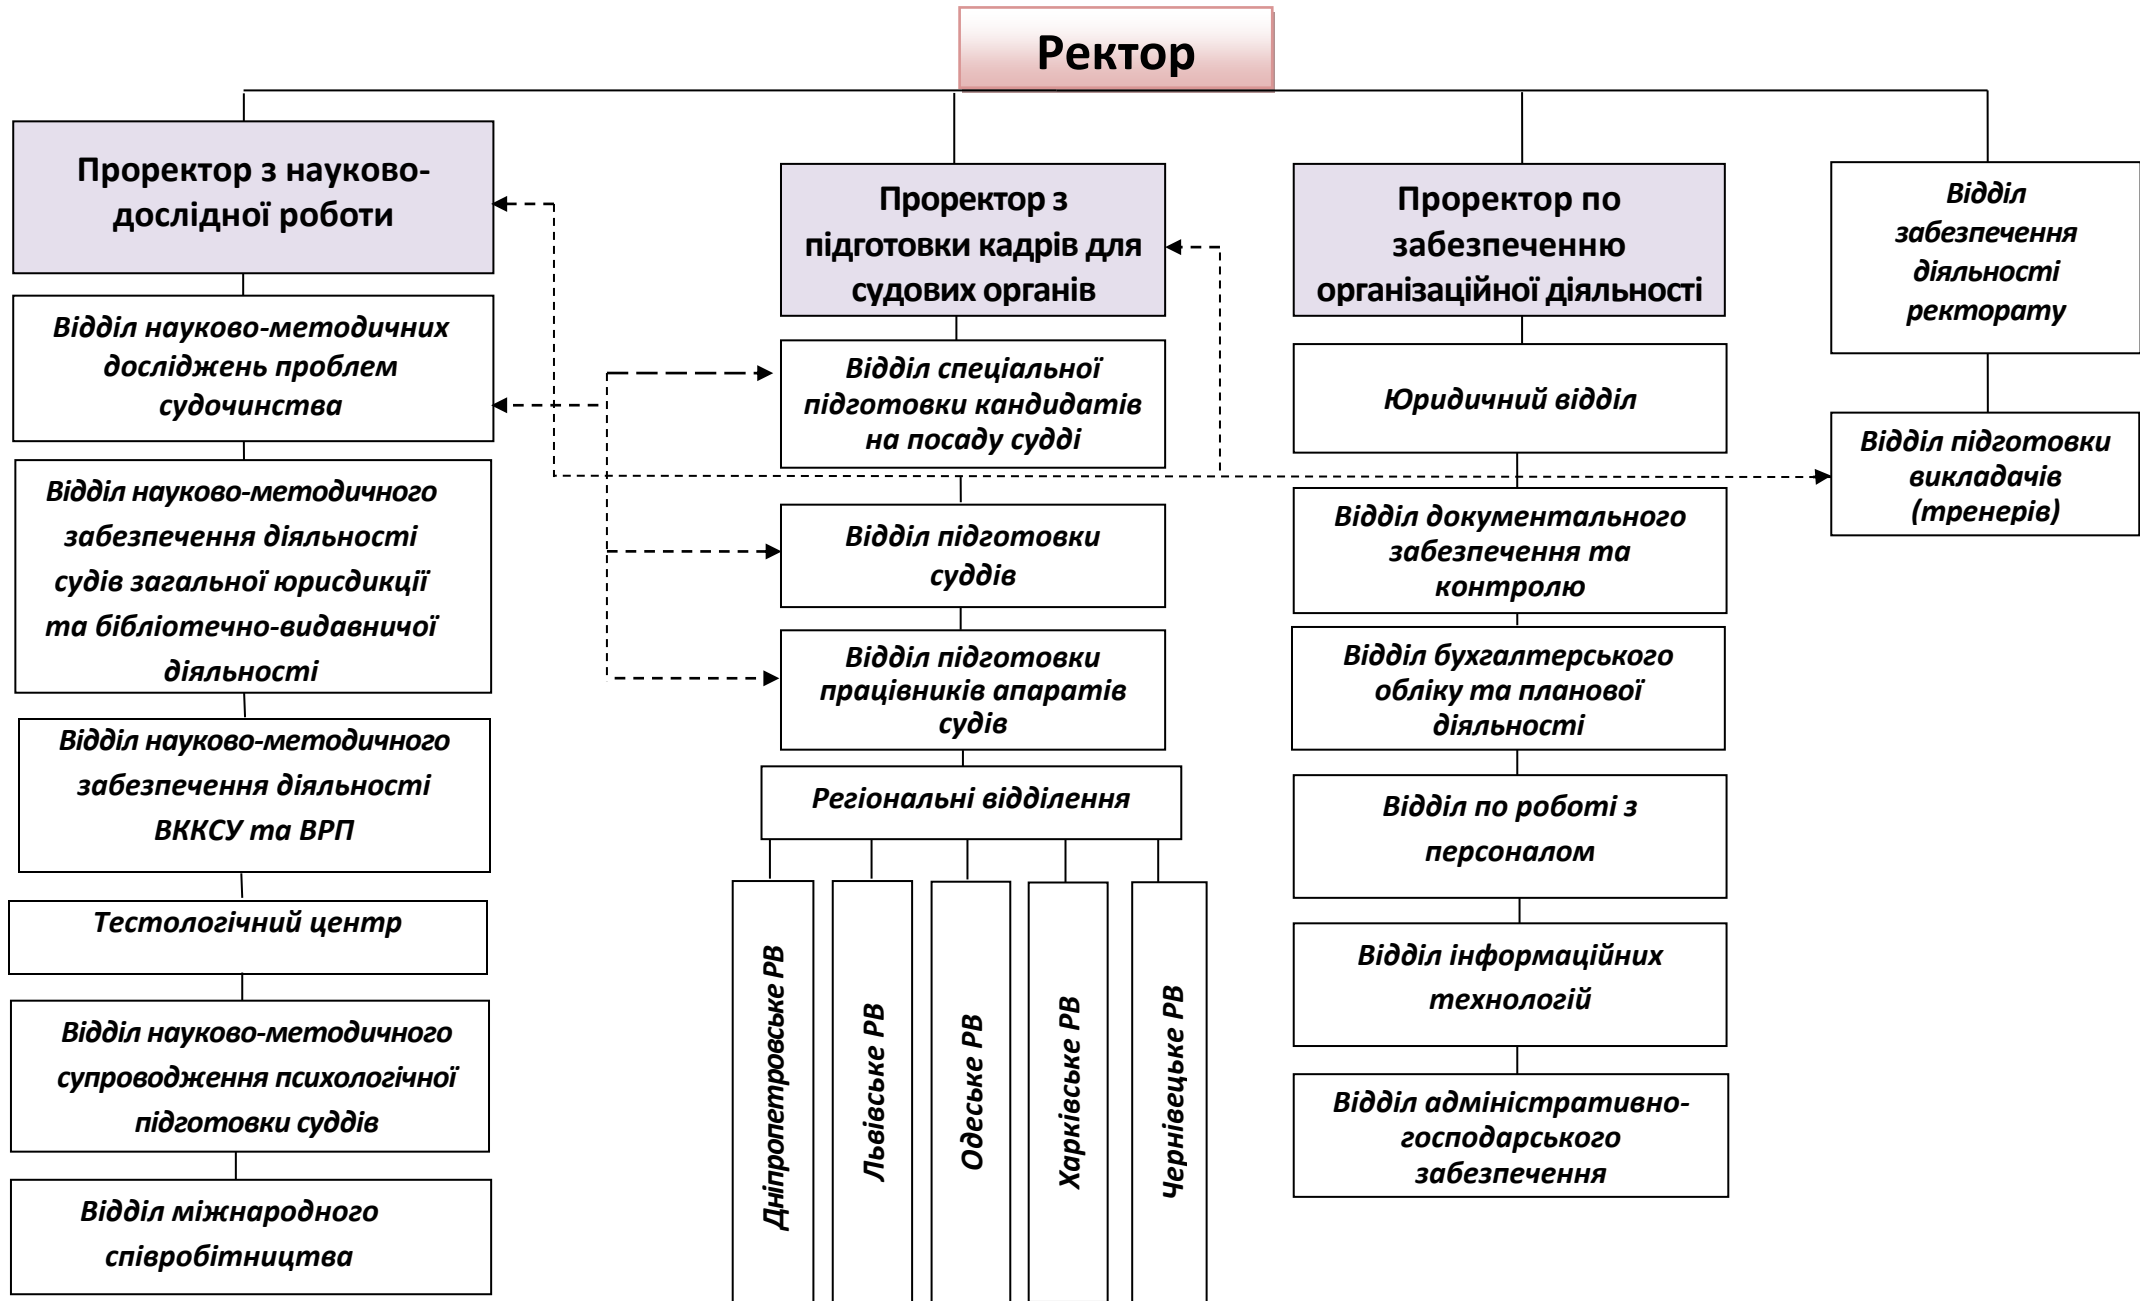 Ректор
Проректор з науково-
дослідної роботи
Відділ науково-методичних
досліджень проблем
судочинства
Відділ науково-методичного
забезпечення діяльності
судів загальної юрисдикції
та бібліотечно-видавничої
діяльності
Відділ науково-методичного
забезпечення діяльності
ВККСУ та ВРП
Тестологічний центр
Відділ науково-методичного
супроводження психологічної
підготовки суддів
Відділ міжнародного
співробітництва
Проректор з
підготовки кадрів для
судових органів
Відділ спеціальної
підготовки кандидатів
на посаду судді
Відділ підготовки
суддів
Відділ підготовки
працівників апаратів
судів
Регіональні відділення
Дніпропетровське РВ
Львівське РВ
Одеське РВ
Харківське РВ
Чернівецьке РВ
Проректор по
забезпеченню
організаційної діяльності
Юридичний відділ
Відділ документального
забезпечення та
контролю
Відділ бухгалтерського
обліку та планової
діяльності
Відділ по роботі з
персоналом
Відділ інформаційних
технологій
Відділ адміністративно-
господарського
забезпечення
Відділ
забезпечення
діяльності
ректорату
Відділ підготовки
викладачів
(тренерів)